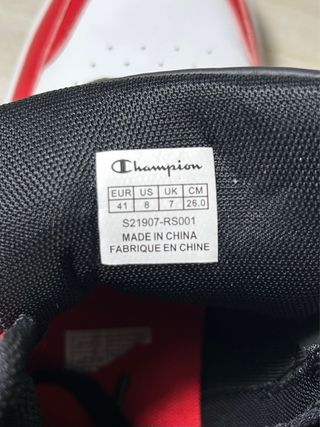 Champion
EUR US UK CM
41 8 7 26.0
S21907-RS001
MADE IN CHINA
FABRIQUE EN CHINE